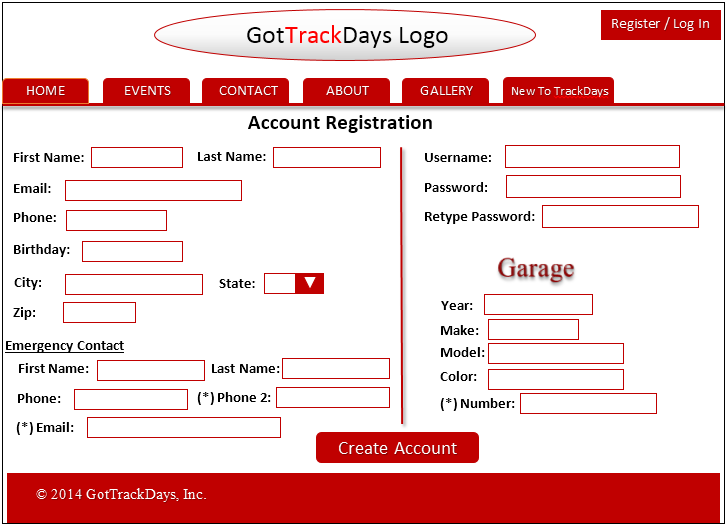 GotTrackDays Logo
Register / Log In
HOME
EVENTS
CONTACT
ABOUT
GALLERY
New To TrackDays
Account Registration
First Name:
Last Name:
Email:
Phone:
Birthday:
City:
State:
Zip:
Emergency Contact
First Name:
Last Name:
Phone:
(*) Phone 2:
(*) Email:
Username:
Password:
Retype Password:
Garage
Year:
Make:
Model:
Color:
(*) Number:
Create Account
© 2014 GotTrackDays, Inc.